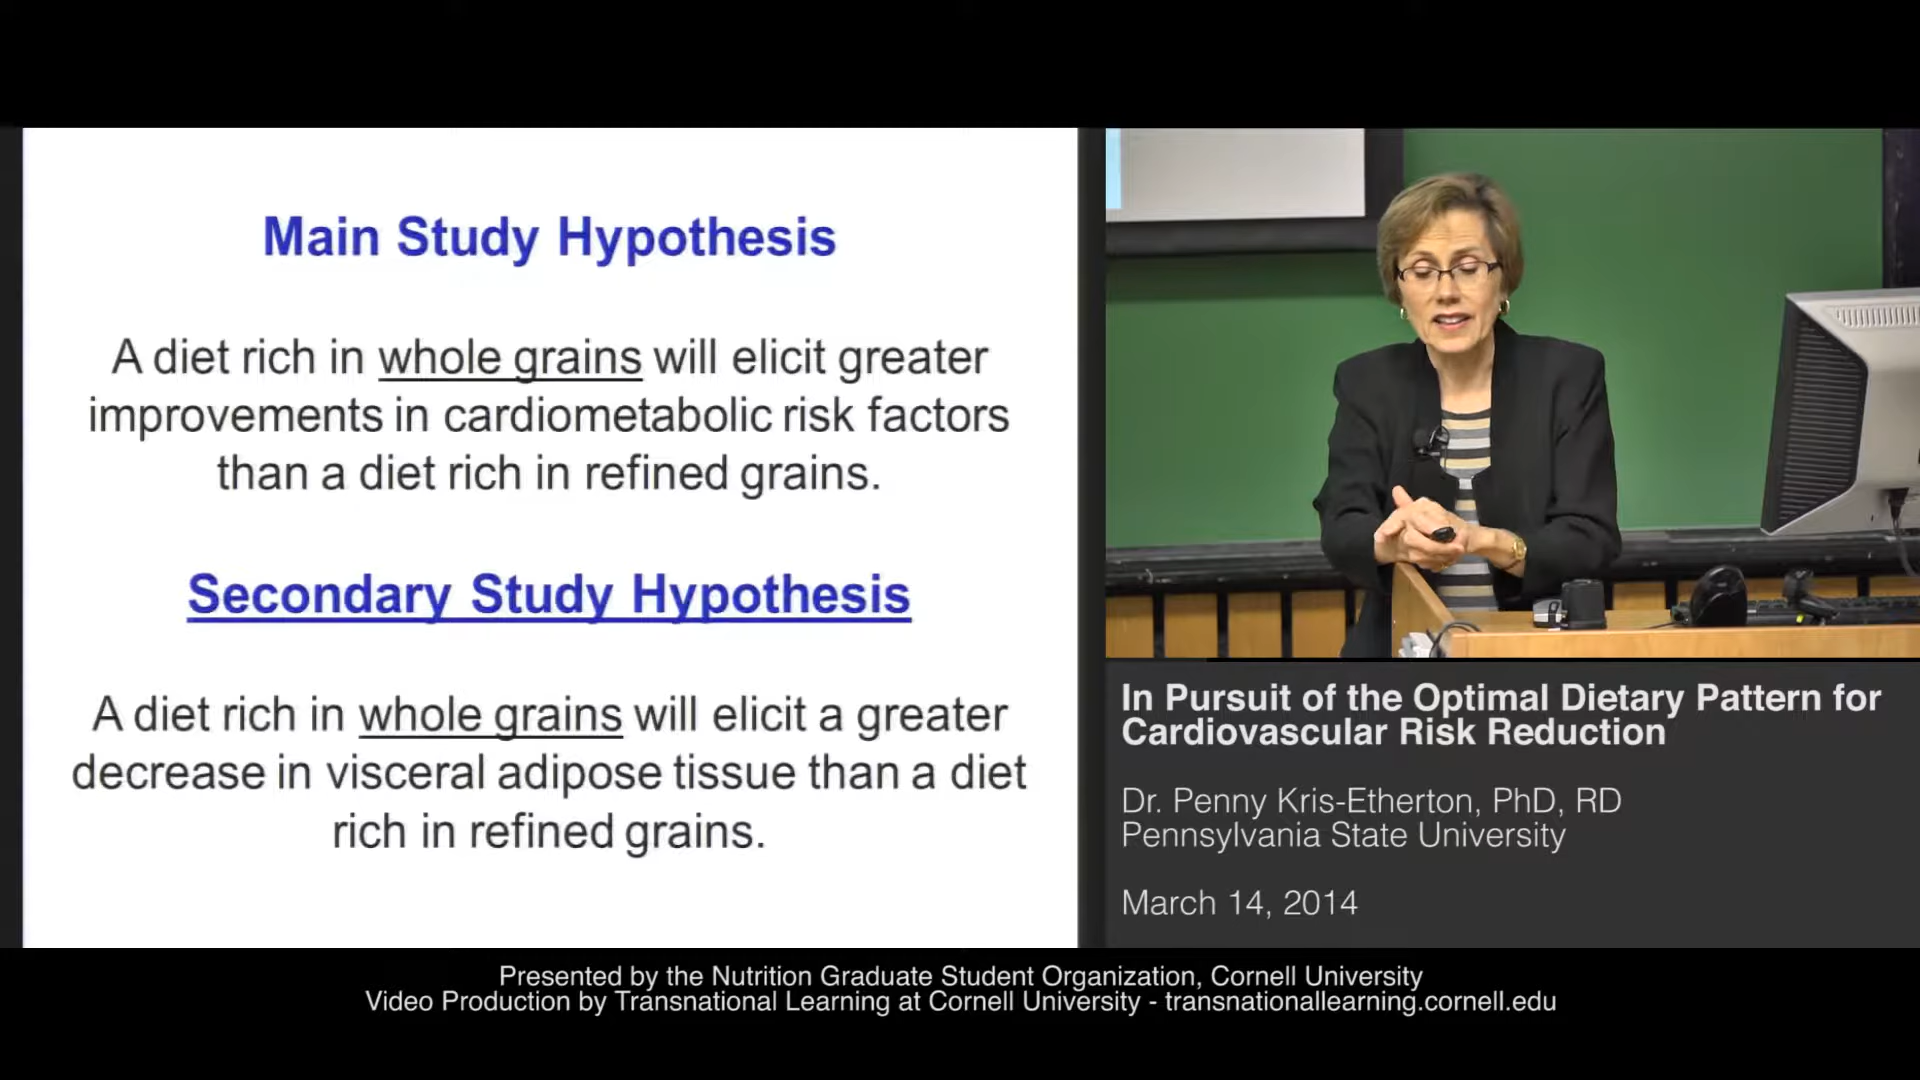 Main Study Hypothesis
A diet rich in whole grains will elicit greater
improvements in cardiometabolic risk factors
than a diet rich in refined grains.
Secondary Study Hypothesis
A diet rich in whole grains will elicit a greater
decrease in visceral adipose tissue than a diet
rich in refined grains.
In Pursuit of the Optimal Dietary Pattern for
Cardiovascular Risk Reduction
Dr. Penny Kris-Etherton, PhD, RD
Pennsylvania State University
March 14, 2014
Presented by the Nutrition Graduate Student Organization, Cornell University
Video Production by Transnational Learning at Cornell University - transnationallearning.cornell.edu